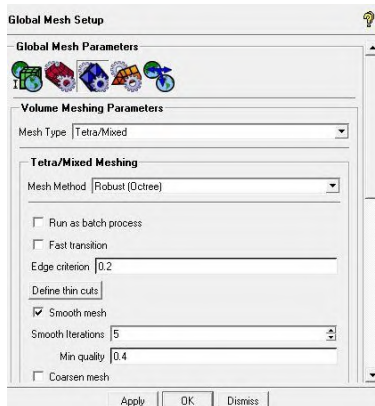 Global Mesh Setup
Global Mesh Parameters
Volume Meshing Parameters
Mesh Type Tetra/Mixed
Tetra/Mixed Meshing
Mesh Method Robust (Octree)
Run as batch process
Fast transition
Edge criterion 0.2
Define thin cuts
Smooth mesh
Smooth Iterations 5
Min quality 0.4
Coarsen mesh
Apply OK Dismiss